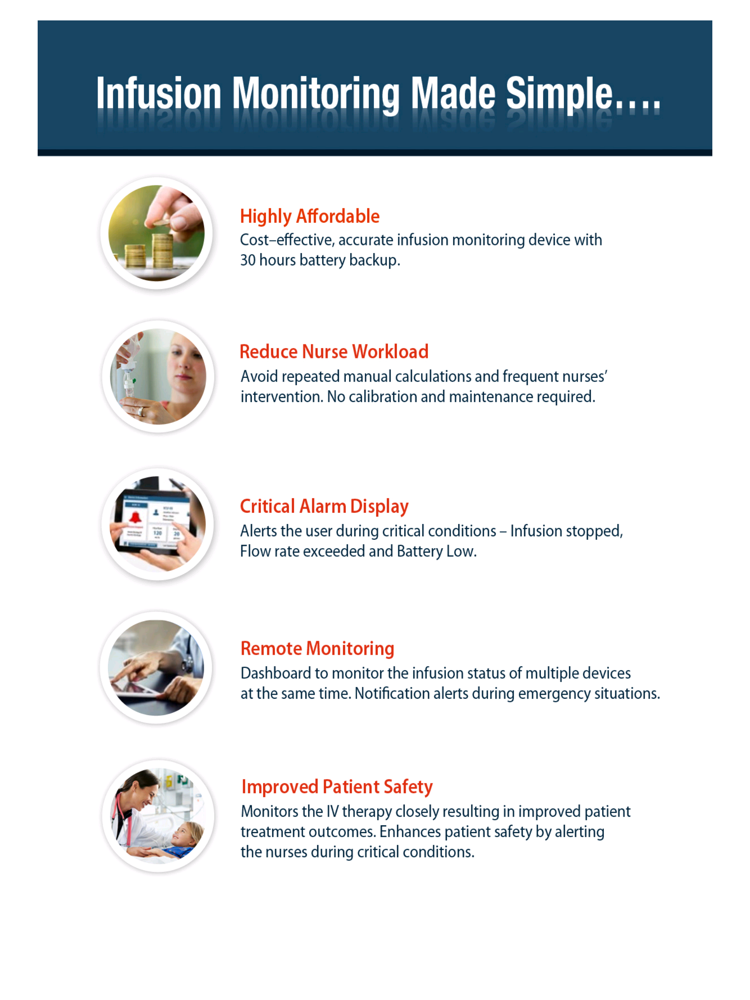 Infusion Monitoring Made Simple....
Highly Affordable
Cost–effective, accurate infusion monitoring device with
30 hours battery backup.
Reduce Nurse Workload
Avoid repeated manual calculations and frequent nurses’
intervention. No calibration and maintenance required.
Critical Alarm Display
Alerts the user during critical conditions – Infusion stopped,
Flow rate exceeded and Battery Low.
120
20
Remote Monitoring
Dashboard to monitor the infusion status of multiple devices
at the same time. Notification alerts during emergency situations.
Improved Patient Safety
Monitors the IV therapy closely resulting in improved patient
treatment outcomes. Enhances patient safety by alerting
the nurses during critical conditions.